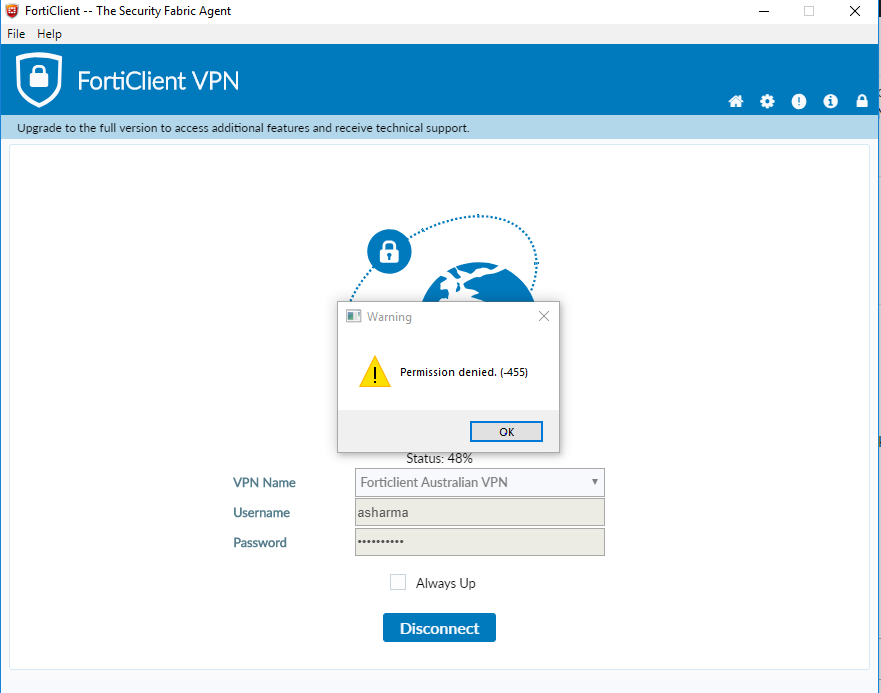 FortiClient -- The Security Fabric Agent
File Help
FortiClient VPN
Upgrade to the full version to access additional features and receive technical support.
Warning
Permission denied. (-455)
OK
Status: 48%
VPN Name Forticlient Australian VPN
Username asharma
Password ••••••••••
Always Up
Disconnect